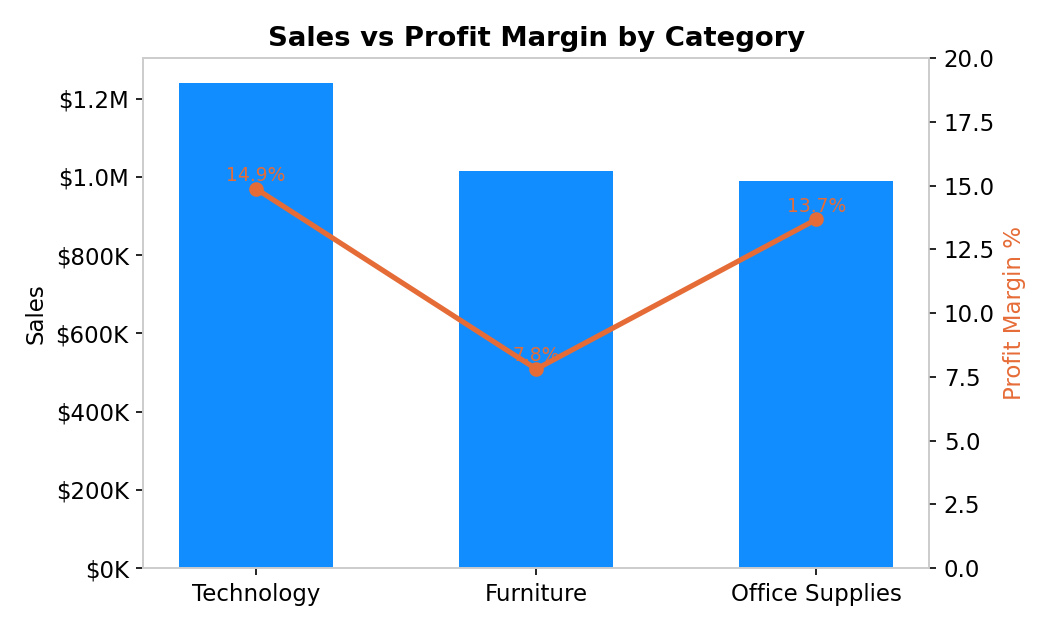 Sales vs Profit Margin by Category
Sales
$1.2M
$1.0M
$800K
$600K
$400K
$200K
$0K
14.9%
7.8%
13.7%
20.0
17.5
15.0
12.5
10.0
7.5
5.0
2.5
0.0
Profit Margin %
Technology
Furniture
Office Supplies